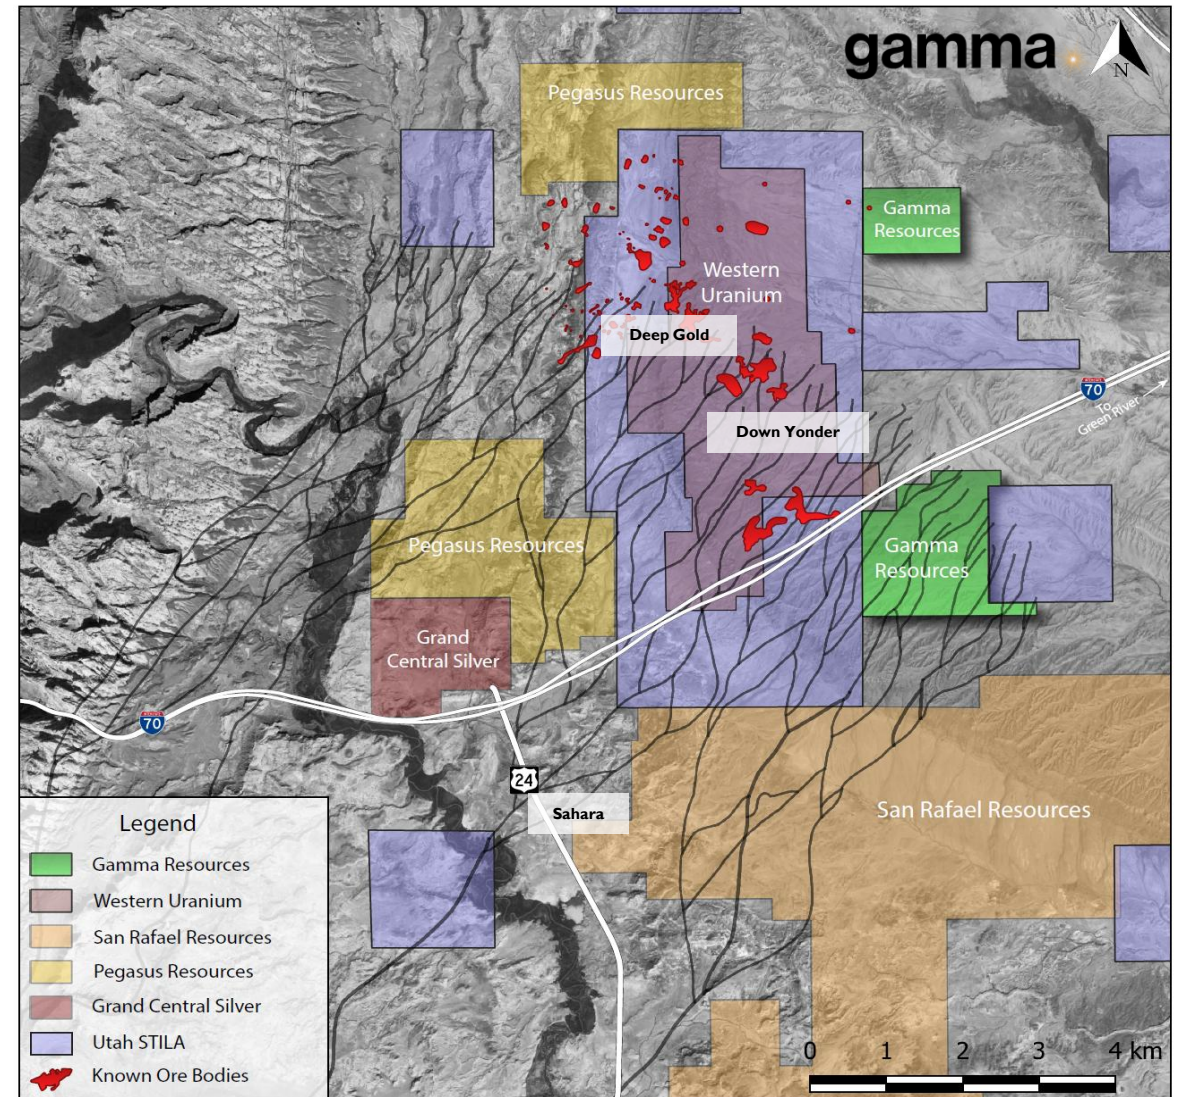 gamma
N
Pegasus Resources
Gamma
Resources
Western
Uranium
Deep Gold
70
To
Green River
Down Yonder
Pegasus Resources
Gamma
Resources
Grand
Central Silver
70
24
Sahara
San Rafael Resources
Legend
Gamma Resources
Western Uranium
San Rafael Resources
Pegasus Resources
Grand Central Silver
Utah STILA
Known Ore Bodies
0 1 2 3 4 km